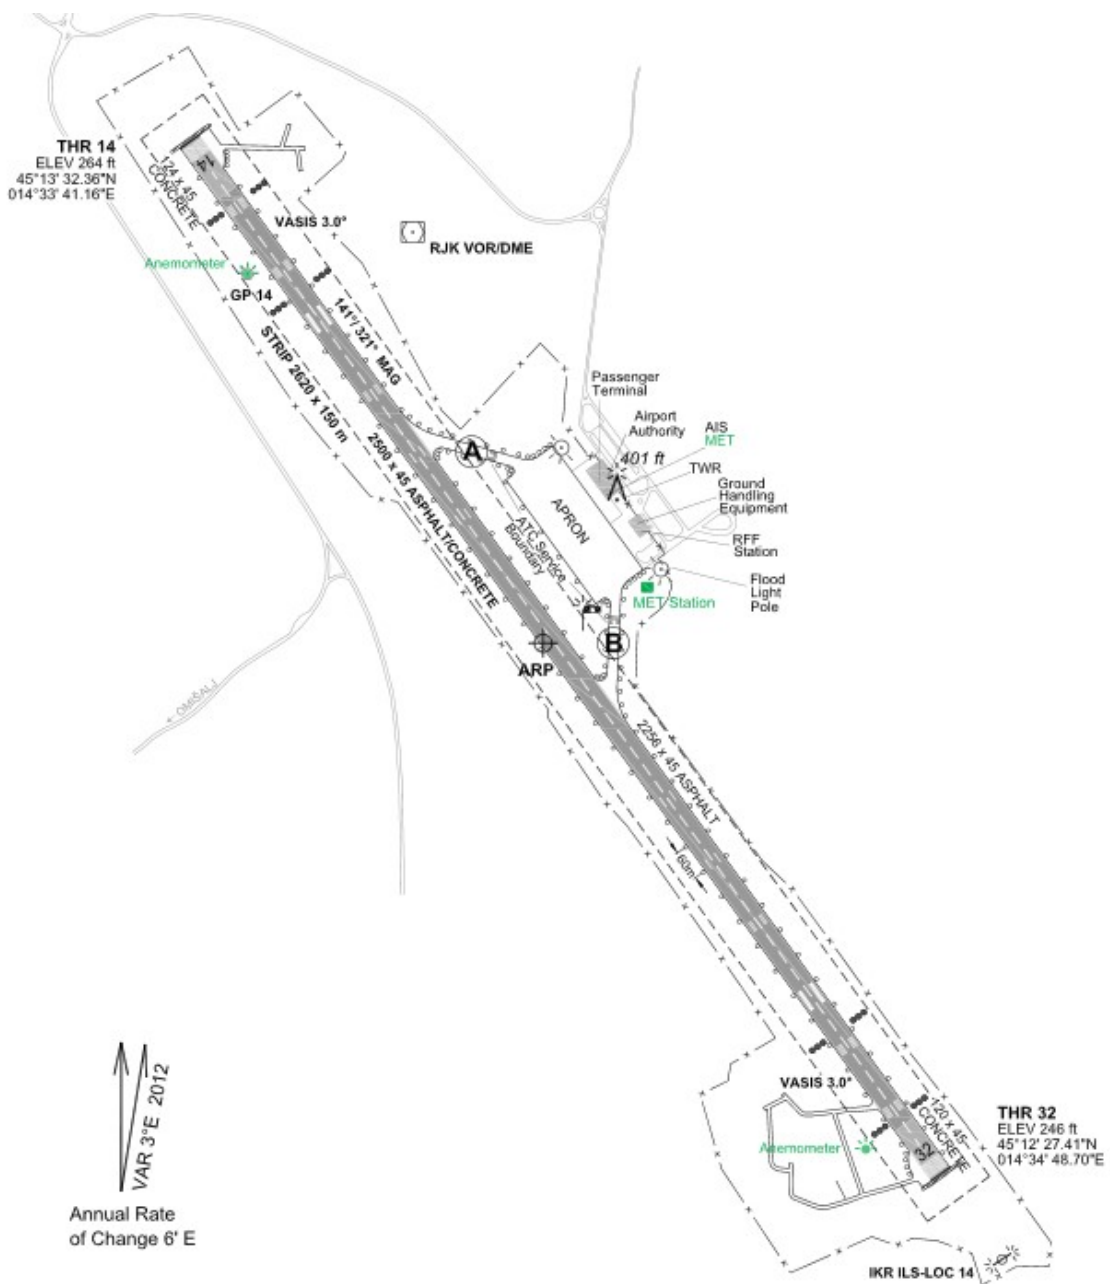 THR 14
ELEV 264 ft
45°13' 32.36"N
014°33' 41.16"E
14
124 x 45
CONCRETE
VASIS 3.0°
RJK VOR/DME
Anemometer
GP 14
141°/ 321° MAG
STRIP 2620 x 150 m
2500 x 45 ASPHALT/CONCRETE
Passenger
Terminal
Airport
Authority
AIS
MET
401 ft
TWR
Ground
Handling
Equipment
RFF
Station
Flood
Light
Pole
A
APRON
ATC Service
Boundary
MET Station
B
ARP
OMIŠALJ
2256 x 45 ASPHALT
60m
VASIS 3.0°
120 x 45
CONCRETE
32
THR 32
ELEV 246 ft
45°12' 27.41"N
014°34' 48.70"E
Anemometer
IKR ILS-LOC 14
VAR 3°E 2012
Annual Rate
of Change 6' E